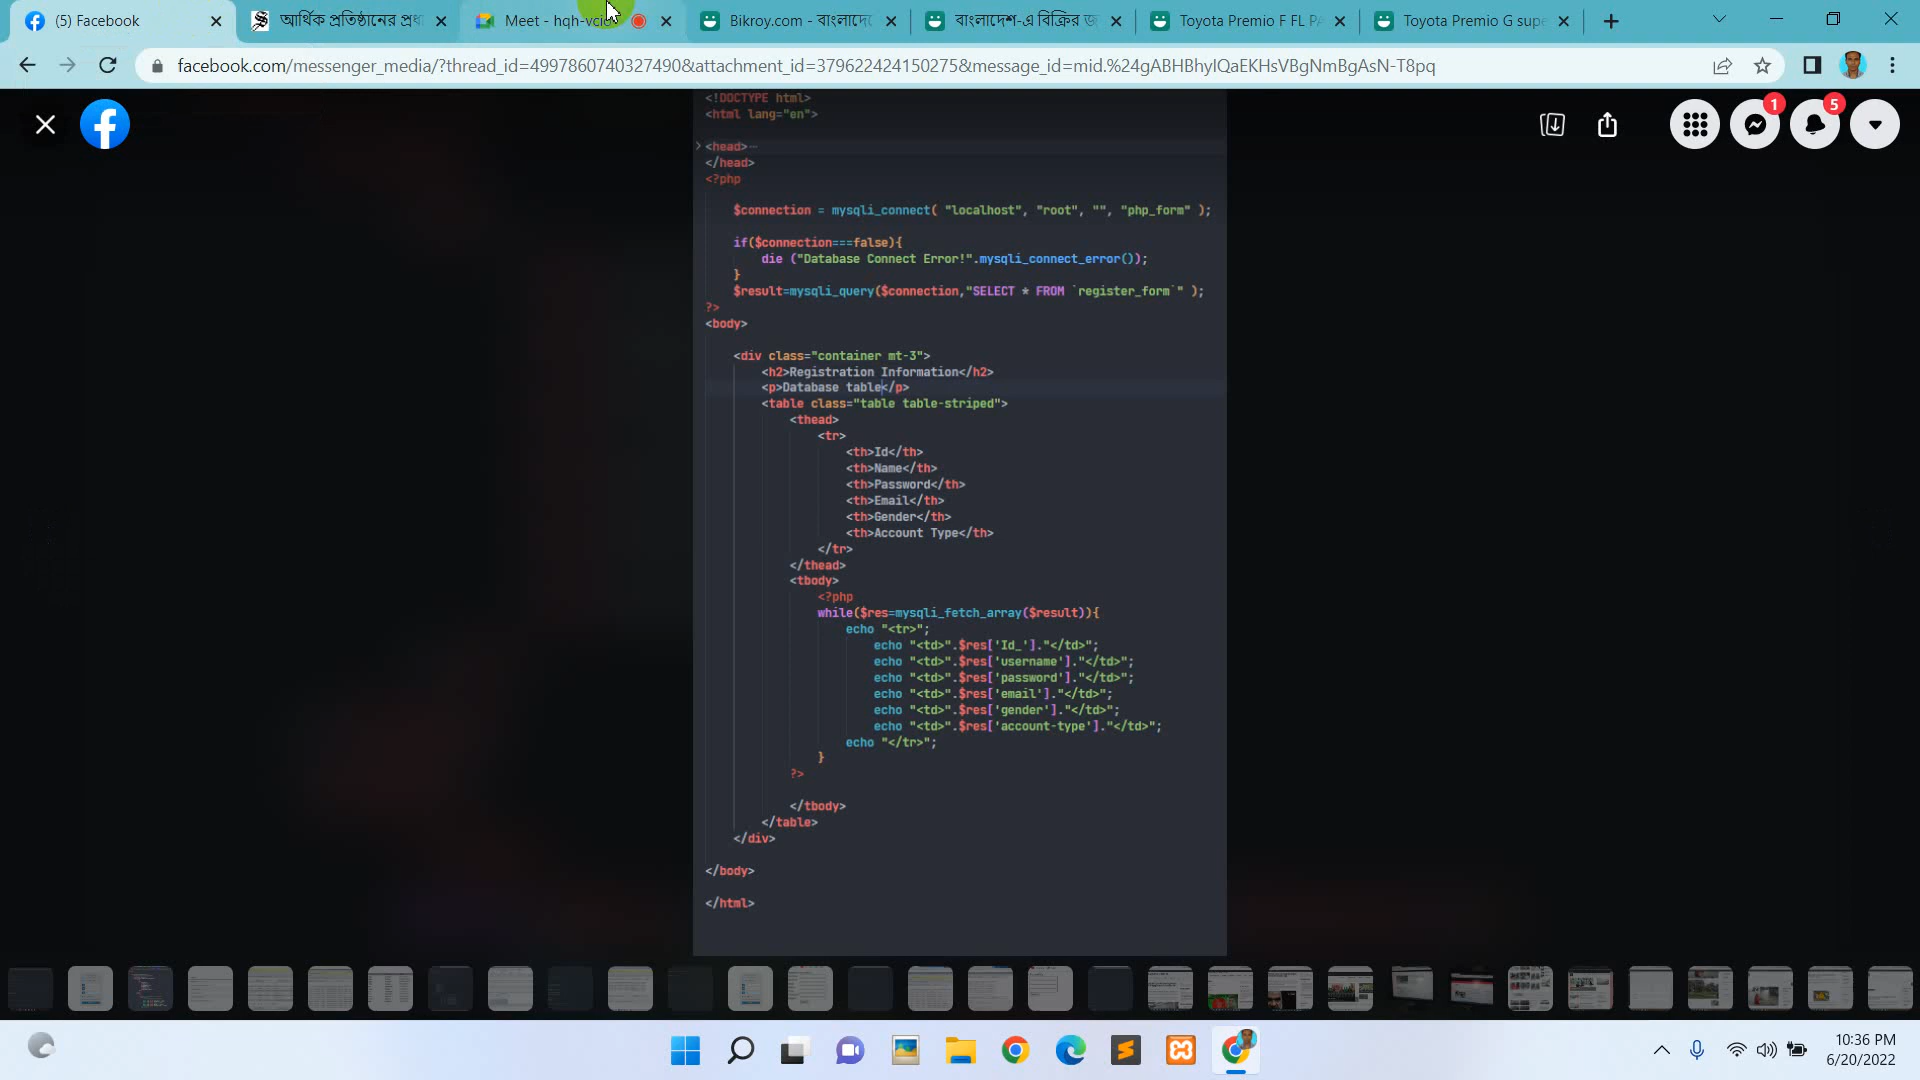 (5) Facebook
আর্থিক প্রতিষ্ঠানের প্রধ
Meet - hqh-vcic
Bikroy.com - বাংলাদে
বাংলাদেশ-এ বিক্রির জ
Toyota Premio F FL PA
Toyota Premio G supe
facebook.com/messenger_media/?thread_id=4997860740327490&attachment_id=379622424150275&message_id=mid.%24gABHBhyIQaEKHsVBgNmBgAsN-T8pq
1
5
<!DOCTYPE html>
<html lang="en">
<head>
</head>
<?php
$connection = mysqli_connect( "localhost", "root", "", "php_form" );
if($connection===false){
die ("Database Connect Error!".mysqli_connect_error());
}
$result=mysqli_query($connection,"SELECT * FROM `register_form`" );
?>
<body>
<div class="container mt-3">
<h2>Registration Information</h2>
<p>Database table</p>
<table class="table table-striped">
<thead>
<tr>
<th>Id</th>
<th>Name</th>
<th>Password</th>
<th>Email</th>
<th>Gender</th>
<th>Account Type</th>
</tr>
</thead>
<tbody>
<?php
while($res=mysqli_fetch_array($result)){
echo "<tr>";
echo "<td>".$res['Id_']."</td>";
echo "<td>".$res['username']."</td>";
echo "<td>".$res['password']."</td>";
echo "<td>".$res['email']."</td>";
echo "<td>".$res['gender']."</td>";
echo "<td>".$res['account-type']."</td>";
echo "</tr>";
}
?>
</tbody>
</table>
</div>
</body>
</html>
10:36 PM
6/20/2022